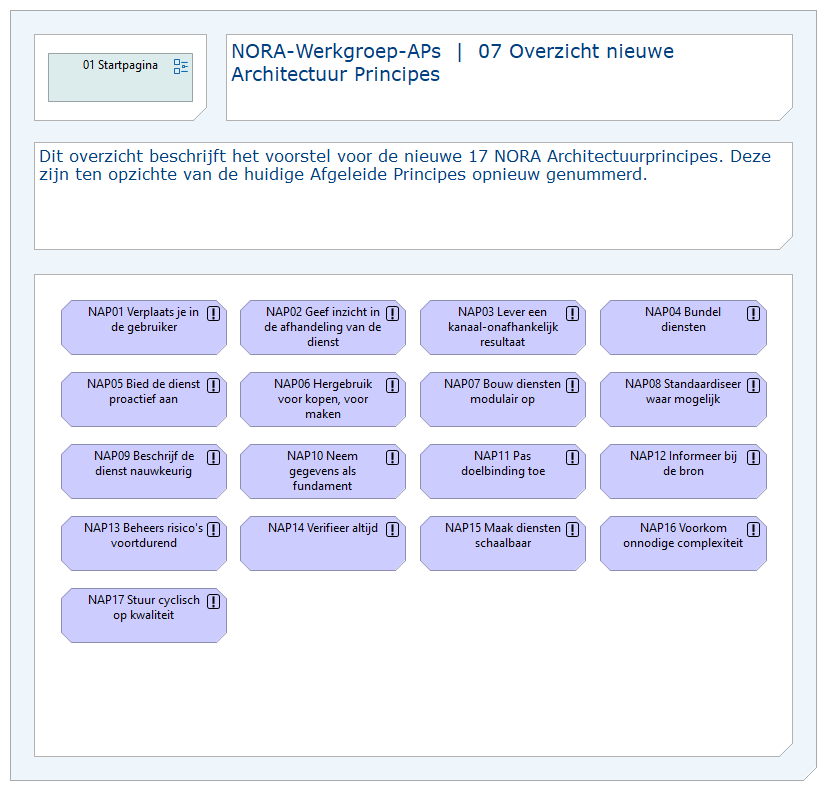 01 Startpagina
NORA-Werkgroep-APs | 07 Overzicht nieuwe
Architectuur Principes
Dit overzicht beschrijft het voorstel voor de nieuwe 17 NORA Architectuurprincipes. Deze
zijn ten opzichte van de huidige Afgeleide Principes opnieuw genummerd.
NAP01 Verplaats je in
de gebruiker
NAP02 Geef inzicht in
de afhandeling van de
dienst
NAP03 Lever een
kanaal-onafhankelijk
resultaat
NAP04 Bundel
diensten
NAP05 Bied de dienst
proactief aan
NAP06 Hergebruik
voor kopen, voor
maken
NAP07 Bouw diensten
modulair op
NAP08 Standaardiseer
waar mogelijk
NAP09 Beschrijf de
dienst nauwkeurig
NAP10 Neem
gegevens als
fundament
NAP11 Pas
doelbinding toe
NAP12 Informeer bij
de bron
NAP13 Beheers risico's
voortdurend
NAP14 Verifieer altijd
NAP15 Maak diensten
schaalbaar
NAP16 Voorkom
onnodige complexiteit
NAP17 Stuur cyclisch
op kwaliteit